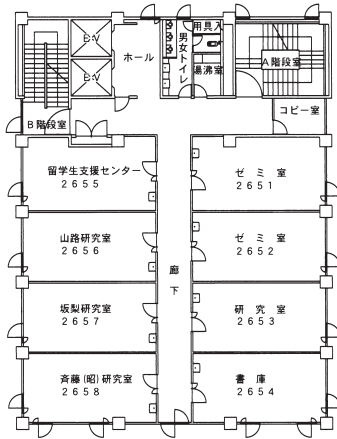 用具入
E.V
ホール
男女トイレ
A階段室
E.V
湯沸室
コピー室
B階段室
留学生支援センター
2655
ゼミ室
2651
山路研究室
2656
ゼミ室
2652
廊下
坂梨研究室
2657
研究室
2653
斉藤(昭)研究室
2658
書庫
2654